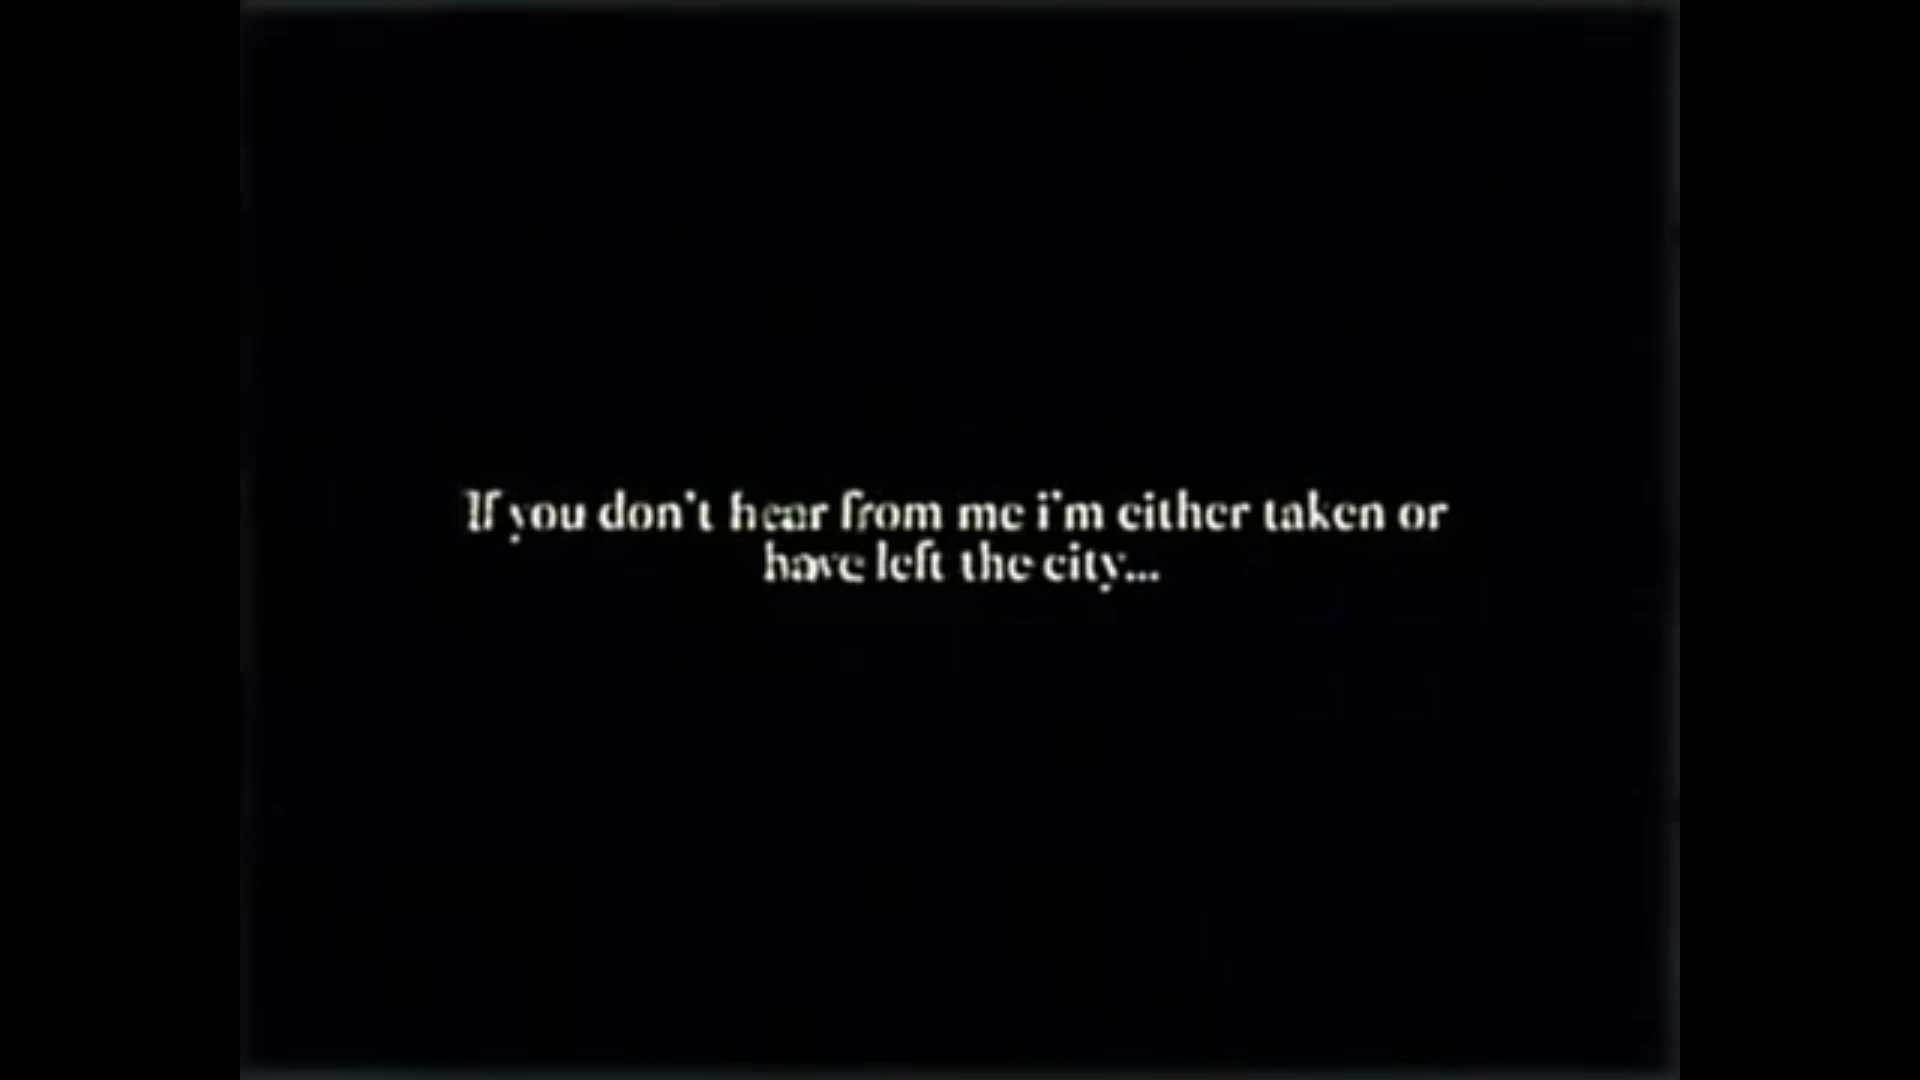 If you don't hear from me i'm either taken or
have left the city...